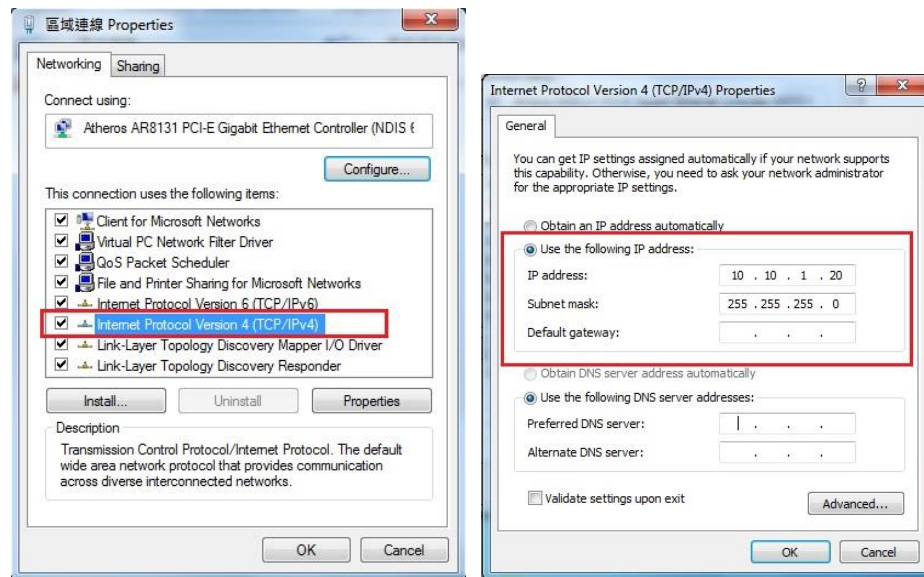 區域連線 Properties
Networking
Sharing
Connect using:
Atheros AR8131 PCI-E Gigabit Ethernet Controller (NDIS 6
Configure...
This connection uses the following items:
Client for Microsoft Networks
Virtual PC Network Filter Driver
QoS Packet Scheduler
File and Printer Sharing for Microsoft Networks
Internet Protocol Version 6 (TCP/IPv6)
Internet Protocol Version 4 (TCP/IPv4)
Link-Layer Topology Discovery Mapper I/O Driver
Link-Layer Topology Discovery Responder
Install...
Uninstall
Properties
Description
Transmission Control Protocol/Internet Protocol. The default
wide area network protocol that provides communication
across diverse interconnected networks.
OK
Cancel
Internet Protocol Version 4 (TCP/IPv4) Properties
General
You can get IP settings assigned automatically if your network supports
this capability. Otherwise, you need to ask your network administrator
for the appropriate IP settings.
Obtain an IP address automatically
Use the following IP address:
IP address: 10 . 10 . 1 . 20
Subnet mask: 255 . 255 . 255 . 0
Default gateway: . . .
Obtain DNS server address automatically
Use the following DNS server addresses:
Preferred DNS server: . . .
Alternate DNS server: . . .
Validate settings upon exit
Advanced...
OK
Cancel